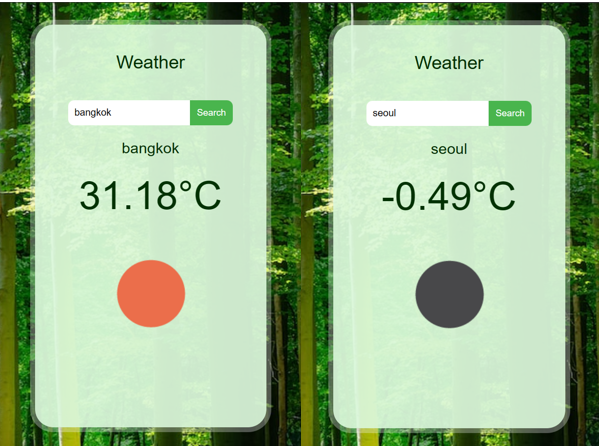 Weather
bangkok Search
bangkok
31.18°C
Weather
seoul Search
seoul
-0.49°C